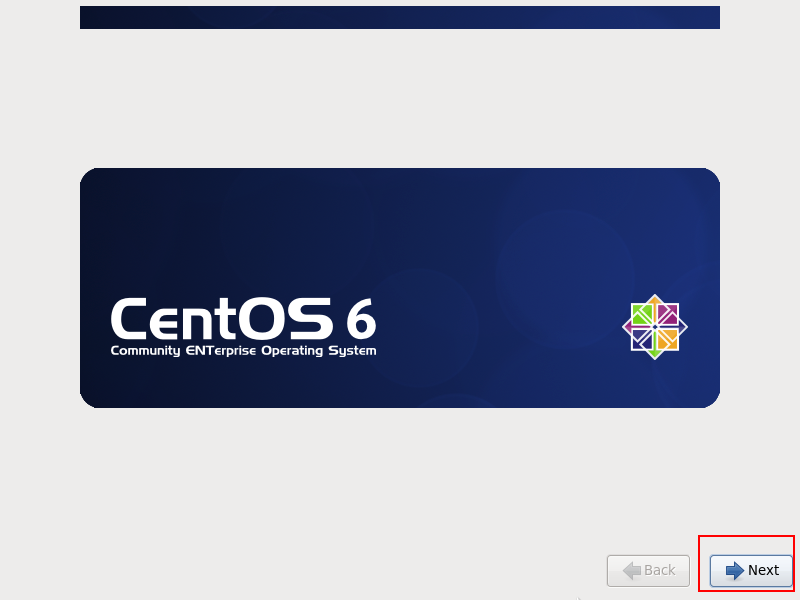 CentOS 6
Community ENTerprise Operating System
Back
Next